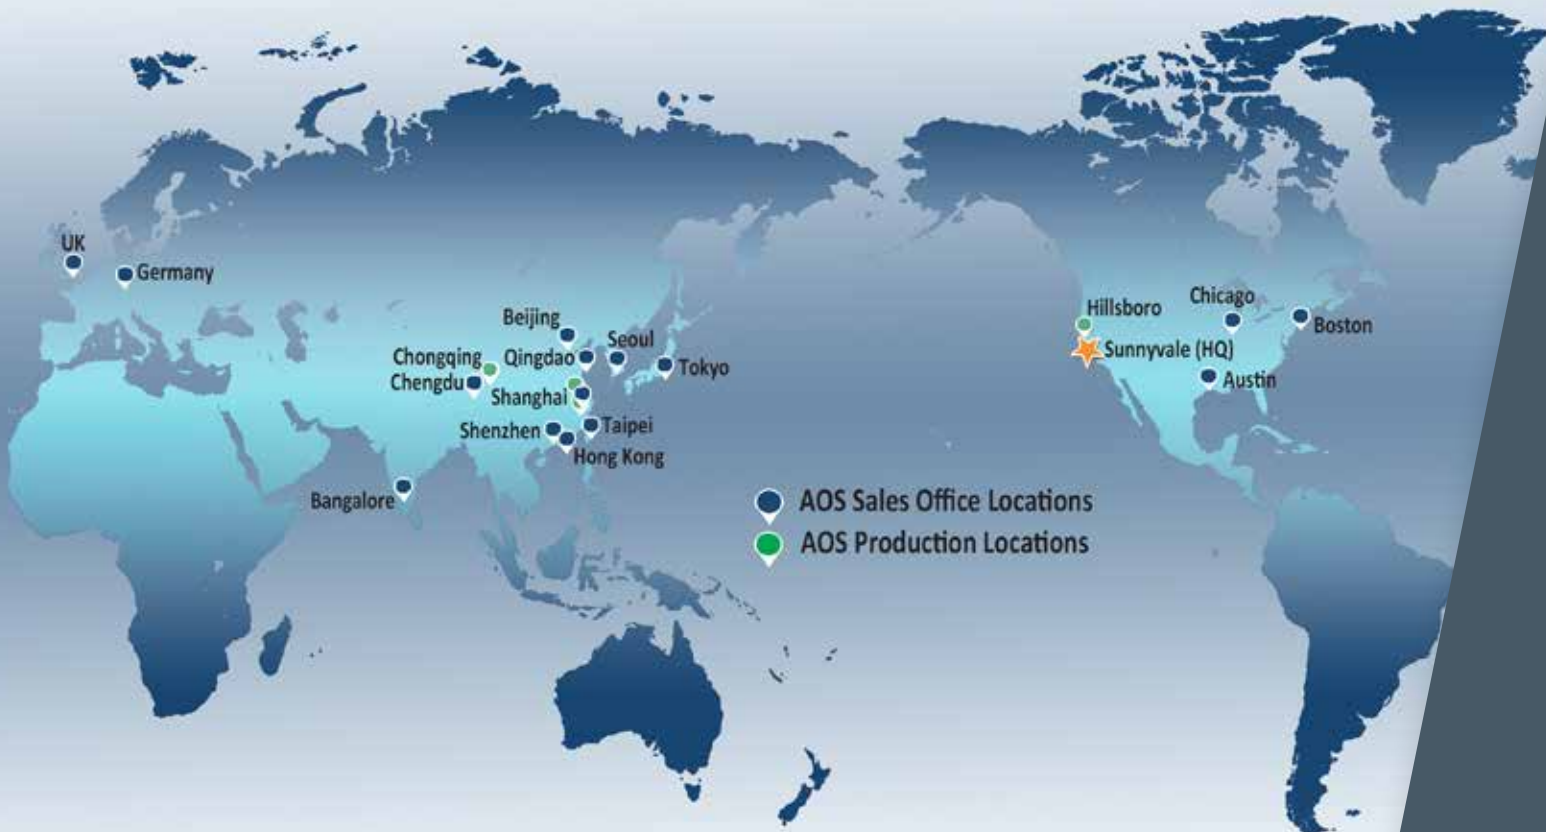 UK
Germany
Beijing
Seoul
Chongqing
Qingdao
Tokyo
Chengdu
Shanghai
Shenzhen
Taipei
Hong Kong
Bangalore
Hillsboro
Chicago
Boston
Sunnyvale (HQ)
Austin
AOS Sales Office Locations
AOS Production Locations